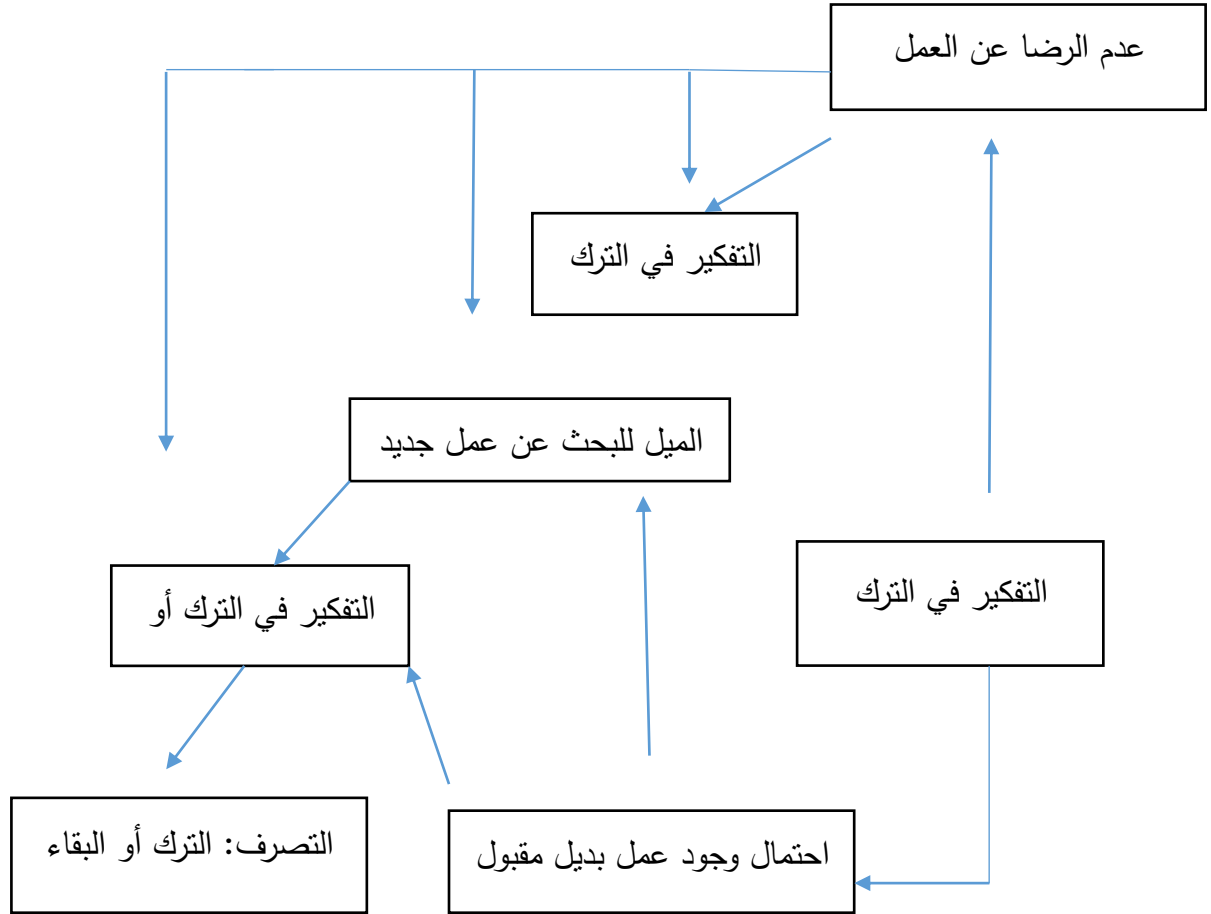 عدم الرضا عن العمل
التفكير في الترك
الميل للبحث عن عمل جديد
التفكير في الترك
التفكير في الترك أو
احتمال وجود عمل بديل مقبول
التصرف: الترك أو البقاء